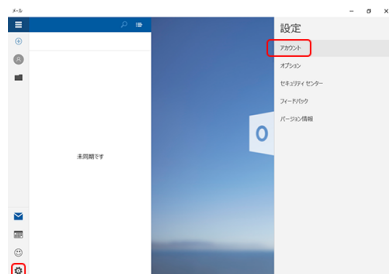 メール
設定
アカウント
オプション
セキュリティ センター
フィードバック
バージョン情報
未同期です